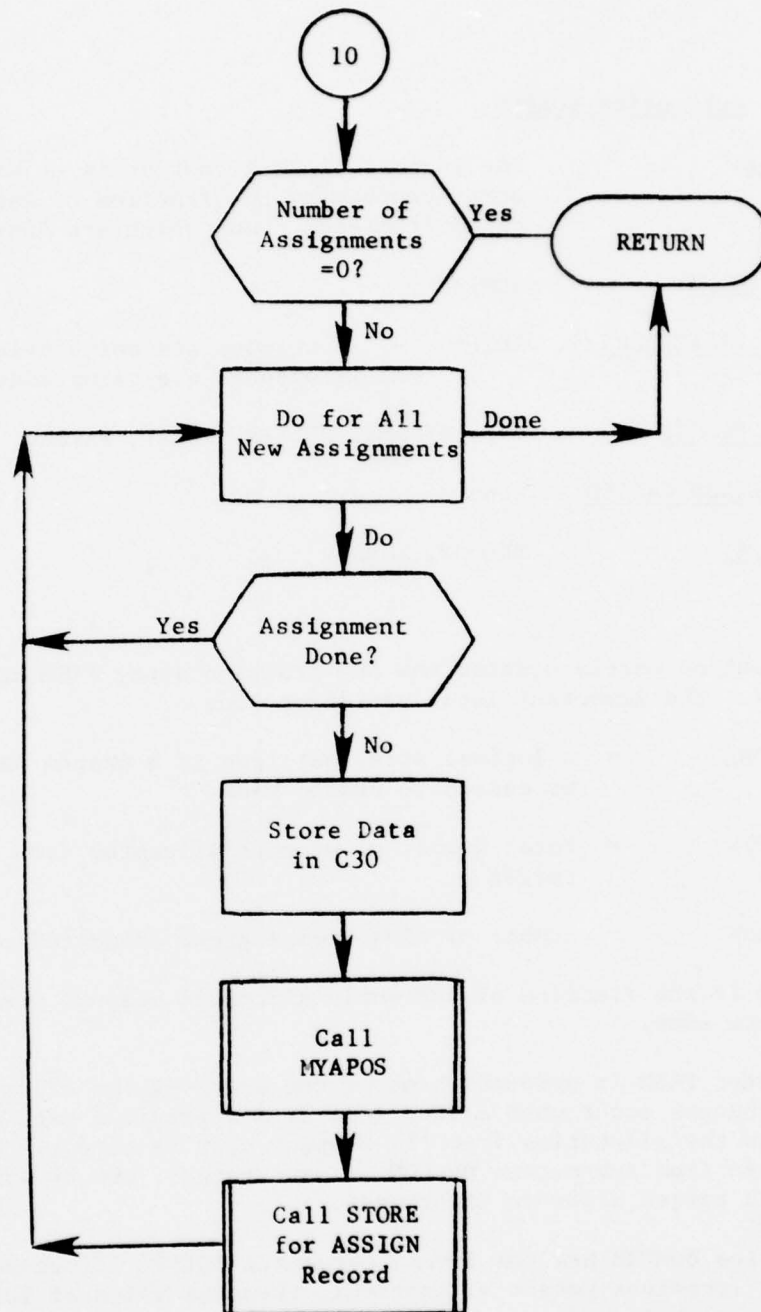 10
Number of
Assignments
=0?
Yes
RETURN
No
Do for All
New Assignments
Done
Do
Yes
Assignment
Done?
No
Store Data
in C30
Call
MYAPOS
Call STORE
for ASSIGN
Record